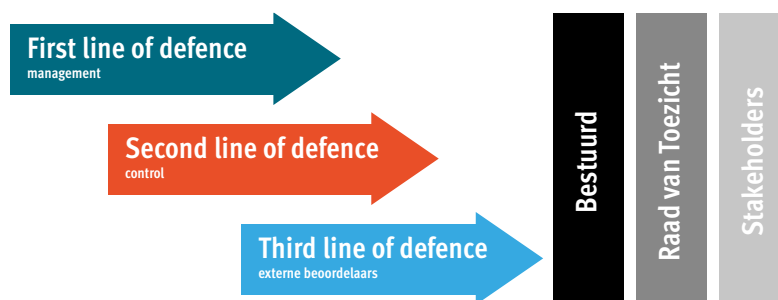 First line of defence
management
Second line of defence
control
Third line of defence
externe beoordelaars
Bestuurd
Raad van Toezicht
Stakeholders